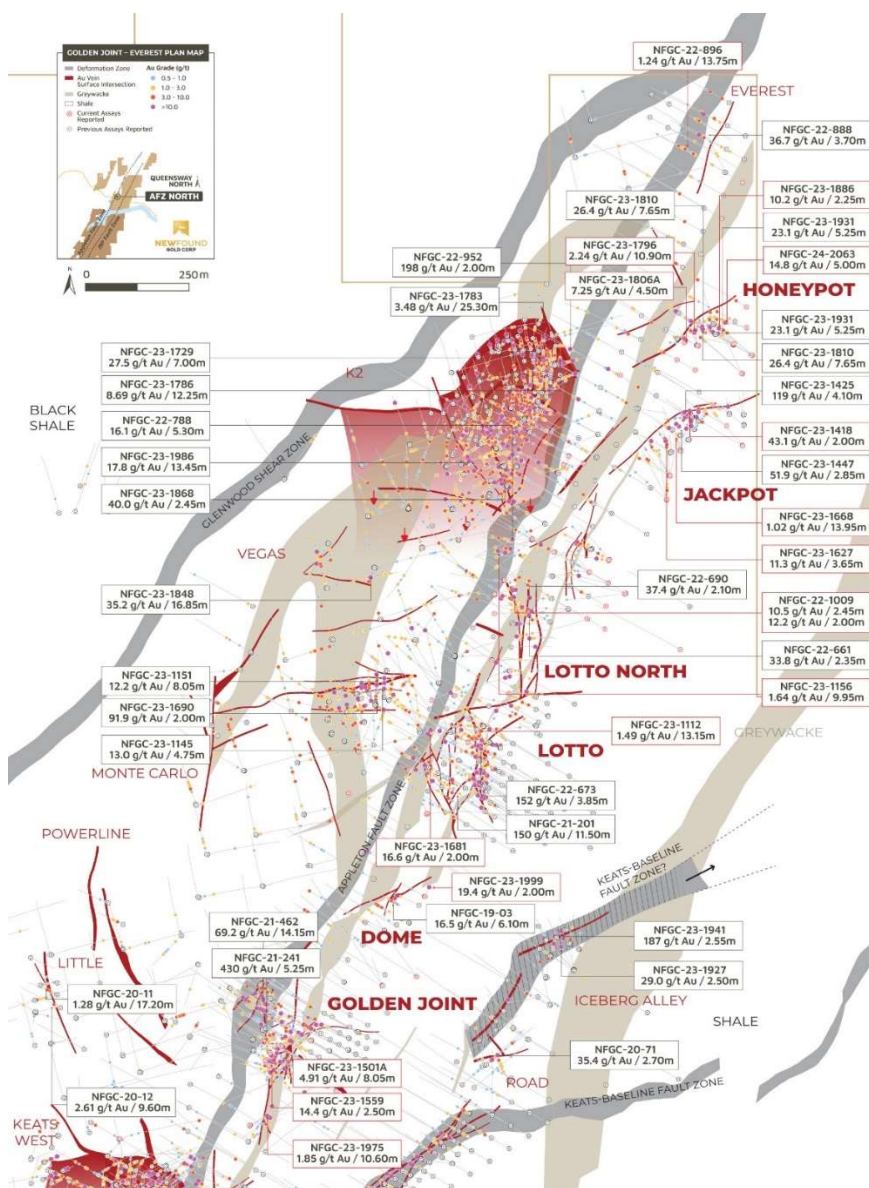 GOLDEN JOINT – EVEREST PLAN MAP
Deformation Zone
Au Vein
Surface Intersection
Greywacke
Shale
Current Assays
Reported
Previous Assays Reported
Au Grade (g/t)
0.5 - 1.0
1.0 - 3.0
3.0 - 10.0
>10.0
QUEENSWAY
NORTH
AFZ NORTH
NEWFOUND
GOLD CORP
N
0
250 m
NFGC-22-896
1.24 g/t Au / 13.75m
EVEREST
NFGC-22-888
36.7 g/t Au / 3.70m
NFGC-23-1810
26.4 g/t Au / 7.65m
NFGC-23-1886
10.2 g/t Au / 2.25m
NFGC-23-1931
23.1 g/t Au / 5.25m
NFGC-22-952
198 g/t Au / 2.00m
NFGC-23-1796
2.24 g/t Au / 10.90m
NFGC-24-2063
14.8 g/t Au / 5.00m
NFGC-23-1806A
7.25 g/t Au / 4.50m
HONEYPOT
NFGC-23-1783
3.48 g/t Au / 25.30m
NFGC-23-1931
23.1 g/t Au / 5.25m
NFGC-23-1729
27.5 g/t Au / 7.00m
NFGC-23-1810
26.4 g/t Au / 7.65m
K2
NFGC-23-1786
8.69 g/t Au / 12.25m
NFGC-23-1425
119 g/t Au / 4.10m
BLACK
SHALE
NFGC-22-788
16.1 g/t Au / 5.30m
NFGC-23-1418
43.1 g/t Au / 2.00m
NFGC-23-1986
17.8 g/t Au / 13.45m
NFGC-23-1447
51.9 g/t Au / 2.85m
GLENWOOD SHEAR ZONE
NFGC-23-1868
40.0 g/t Au / 2.45m
JACKPOT
NFGC-23-1668
1.02 g/t Au / 13.95m
VEGAS
NFGC-23-1627
11.3 g/t Au / 3.65m
NFGC-23-1848
35.2 g/t Au / 16.85m
NFGC-22-690
37.4 g/t Au / 2.10m
NFGC-22-1009
10.5 g/t Au / 2.45m
12.2 g/t Au / 2.00m
NFGC-22-661
33.8 g/t Au / 2.35m
LOTTO NORTH
NFGC-23-1151
12.2 g/t Au / 8.05m
NFGC-23-1156
1.64 g/t Au / 9.95m
NFGC-23-1690
91.9 g/t Au / 2.00m
NFGC-23-1112
1.49 g/t Au / 13.15m
GREYWACKE
NFGC-23-1145
13.0 g/t Au / 4.75m
LOTTO
MONTE CARLO
NFGC-22-673
152 g/t Au / 3.85m
NFGC-21-201
150 g/t Au / 11.50m
POWERLINE
APPLETON FAULT ZONE
NFGC-23-1681
16.6 g/t Au / 2.00m
KEATS-BASELINE
FAULT ZONE?
NFGC-23-1999
19.4 g/t Au / 2.00m
NFGC-19-03
16.5 g/t Au / 6.10m
NFGC-21-462
69.2 g/t Au / 14.15m
DOME
NFGC-23-1941
187 g/t Au / 2.55m
LITTLE
NFGC-21-241
430 g/t Au / 5.25m
NFGC-23-1927
29.0 g/t Au / 2.50m
NFGC-20-11
1.28 g/t Au / 17.20m
GOLDEN JOINT
ICEBERG ALLEY
SHALE
NFGC-20-71
35.4 g/t Au / 2.70m
NFGC-23-1501A
4.91 g/t Au / 8.05m
ROAD
NFGC-20-12
2.61 g/t Au / 9.60m
NFGC-23-1559
14.4 g/t Au / 2.50m
KEATS-BASELINE FAULT ZONE
KEATS
WEST
NFGC-23-1975
1.85 g/t Au / 10.60m